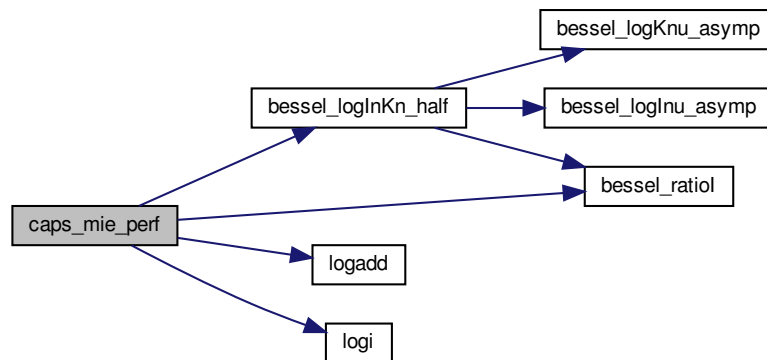 bessel_logKnu_asymp
bessel_logInKn_half
bessel_logInu_asymp
bessel_ratioI
caps_mie_perf
logadd
logi